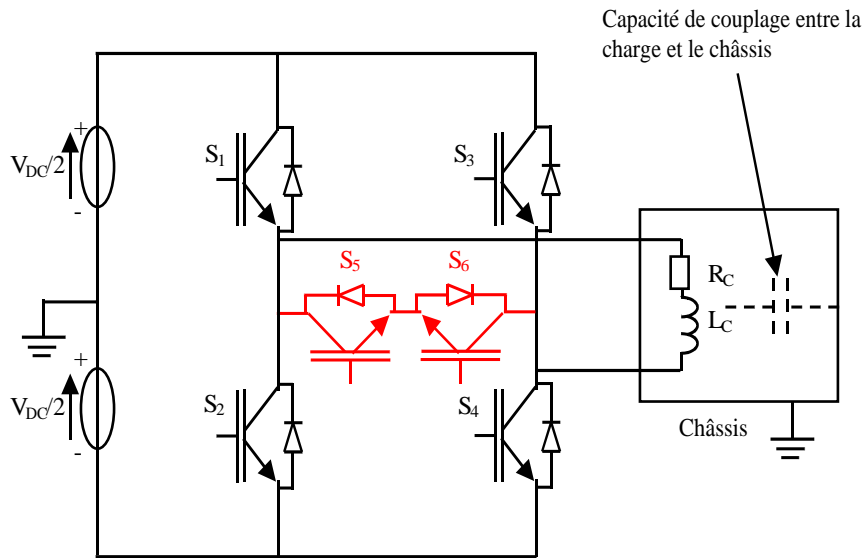 Capacité de couplage entre la
charge et le châssis
+
V_DC/2
-
S_1
S_3
S_5
S_6
R_C
L_C
+
V_DC/2
-
S_2
S_4
Châssis